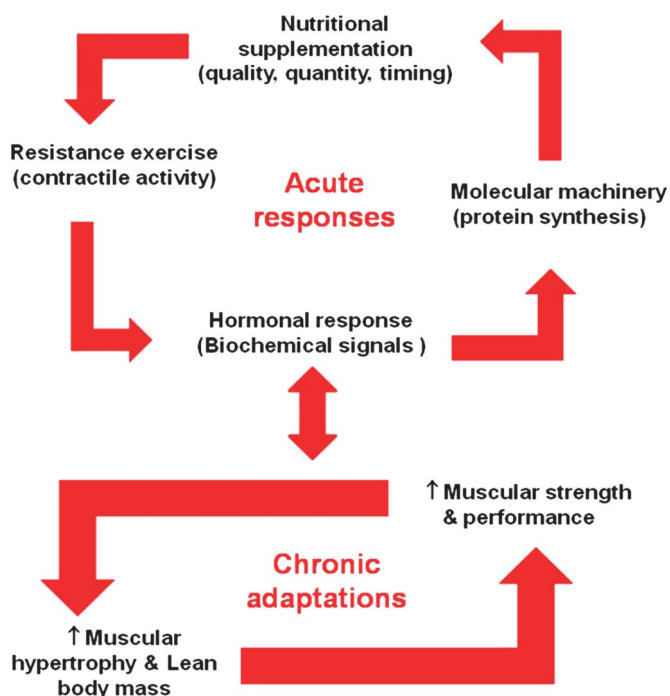 Nutritional
supplementation
(quality, quantity, timing)
Resistance exercise
(contractile activity)
Acute
responses
Molecular machinery
(protein synthesis)
Hormonal response
(Biochemical signals )
↑Muscular strength
& performance
Chronic
adaptations
↑Muscular
hypertrophy & Lean
body mass